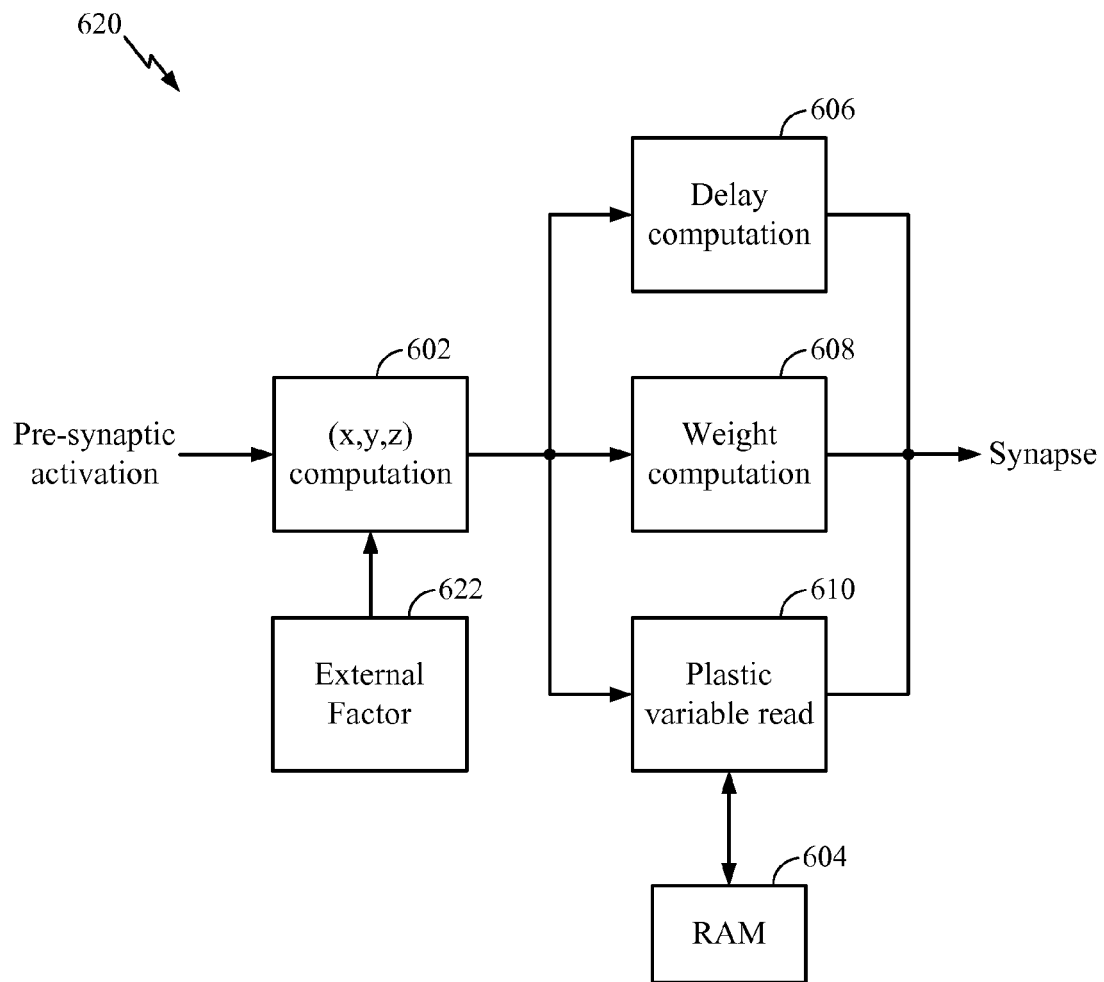 620
606
Delay
computation
602
608
Pre-synaptic
activation
(x,y,z)
computation
Weight
computation
Synapse
622
610
External
Factor
Plastic
variable read
604
RAM